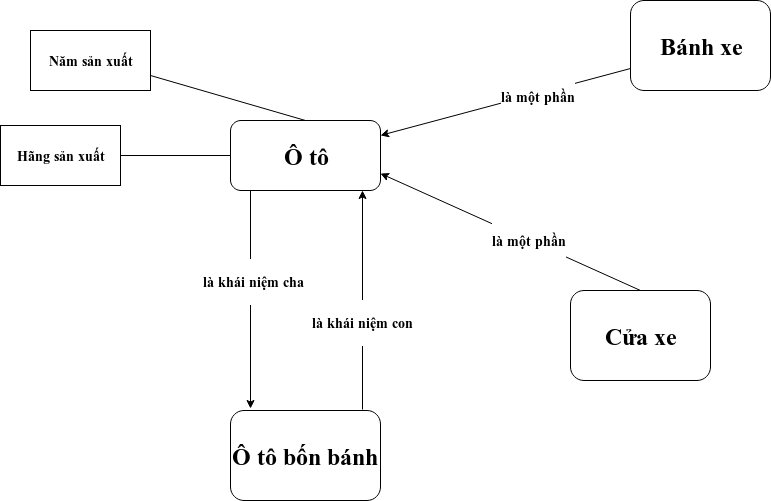 Bánh xe
Năm sản xuất
là một phần
Hãng sản xuất
Ô tô
là một phần
là khái niệm cha
là khái niệm con
Cửa xe
Ô tô bốn bánh